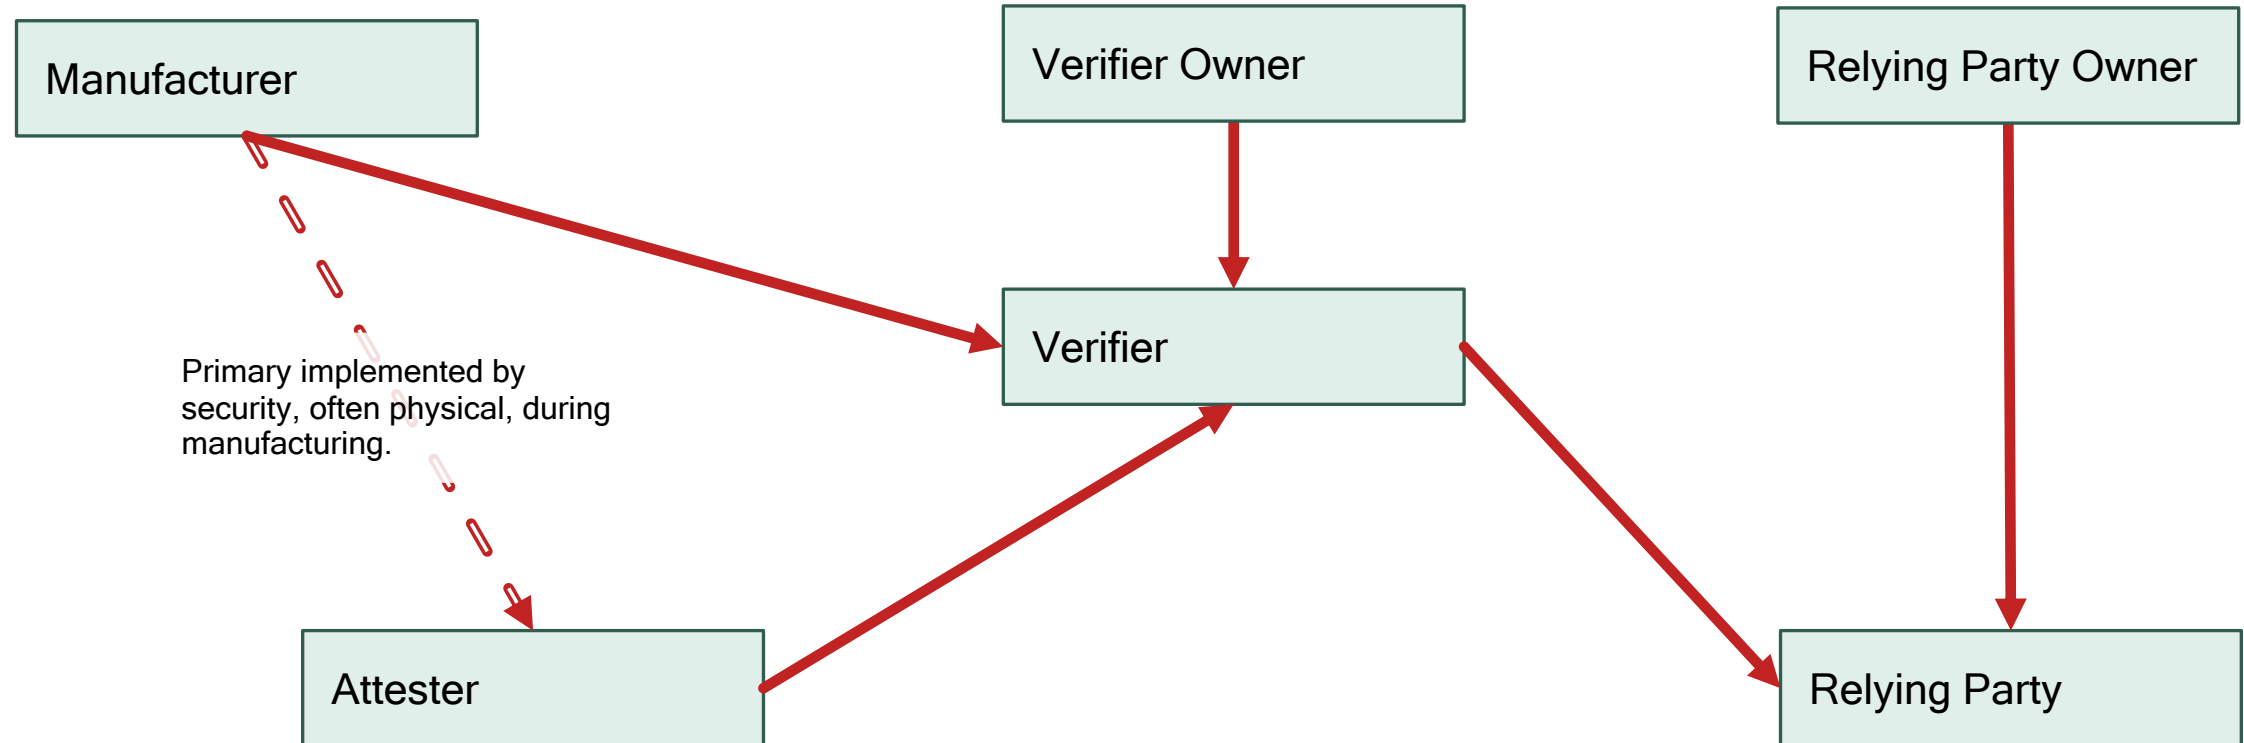 Manufacturer
Verifier Owner
Relying Party Owner
Verifier
Primary implemented by
security, often physical, during
manufacturing.
Attester
Relying Party